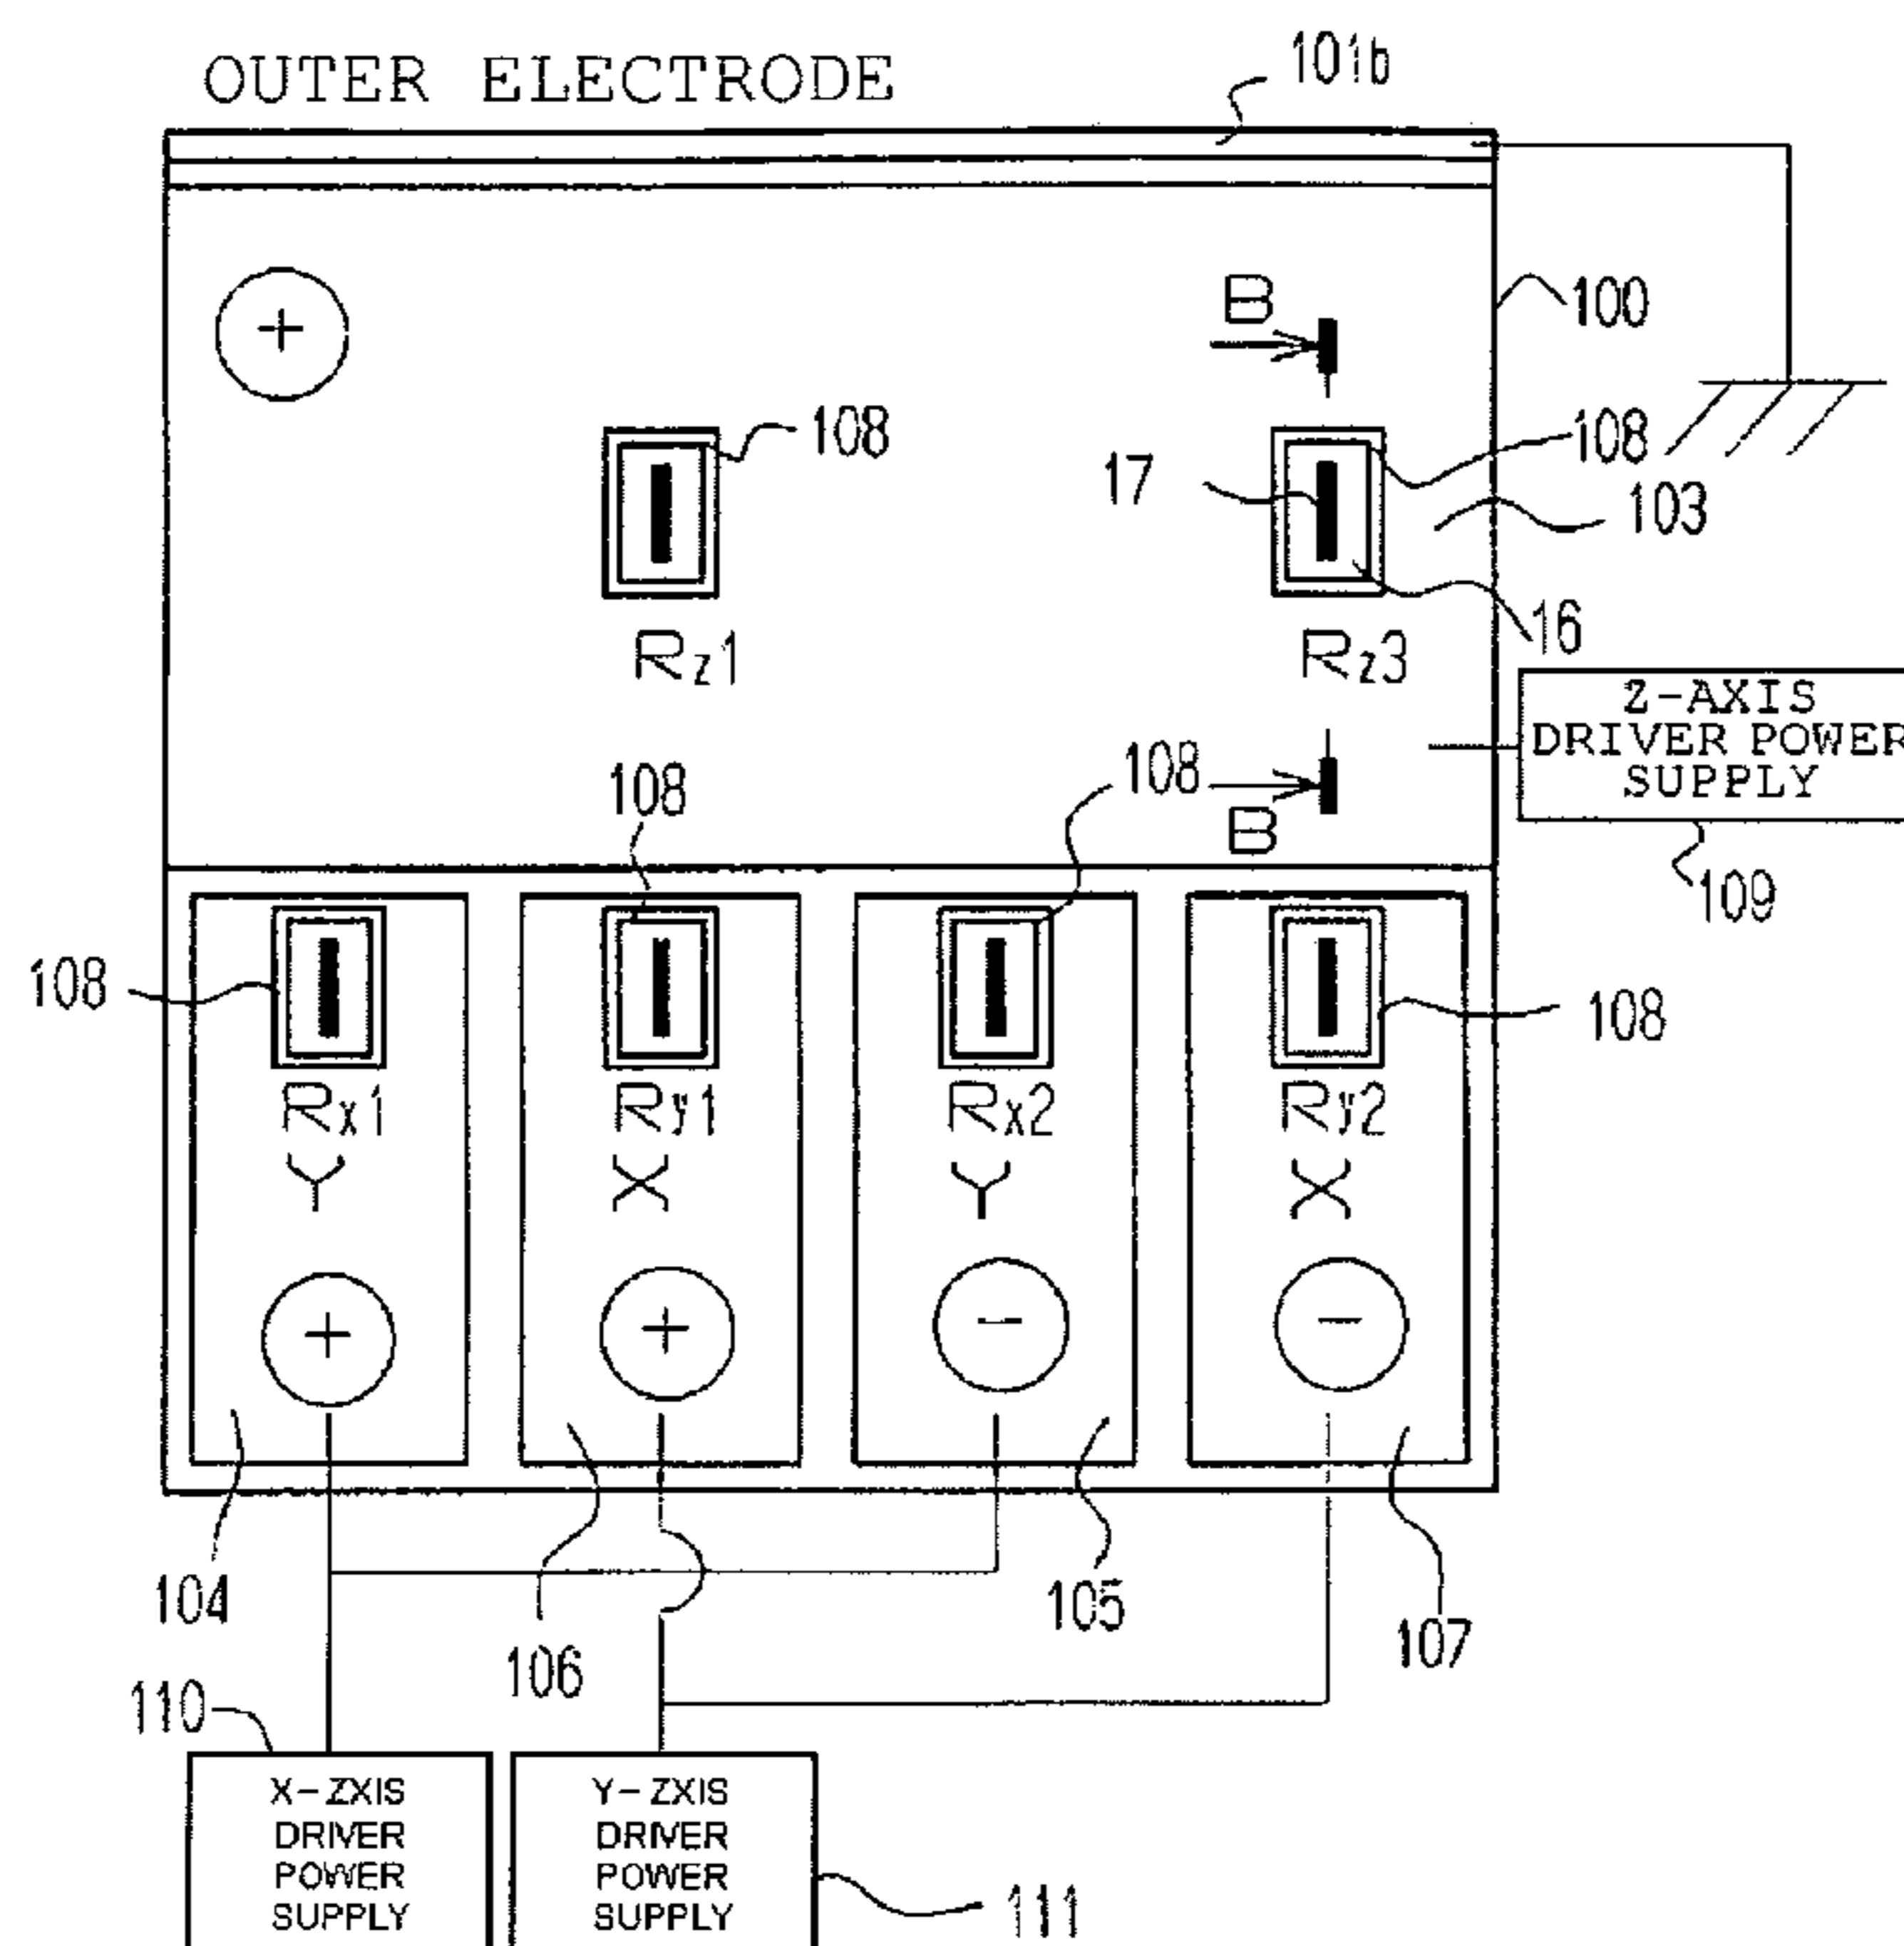 OUTER ELECTRODE
101b
100
+
B
108
108
17
103
16
Rz1
Rz3
Z-AXIS
DRIVER POWER
SUPPLY
108
108
B
109
108
108
Rx1
Ry1
Rx2
Ry2
Y
X
Y
X
+
+
−
−
104
106
105
107
110
X-ZXIS
DRIVER
POWER
SUPPLY
Y-ZXIS
DRIVER
POWER
SUPPLY
111